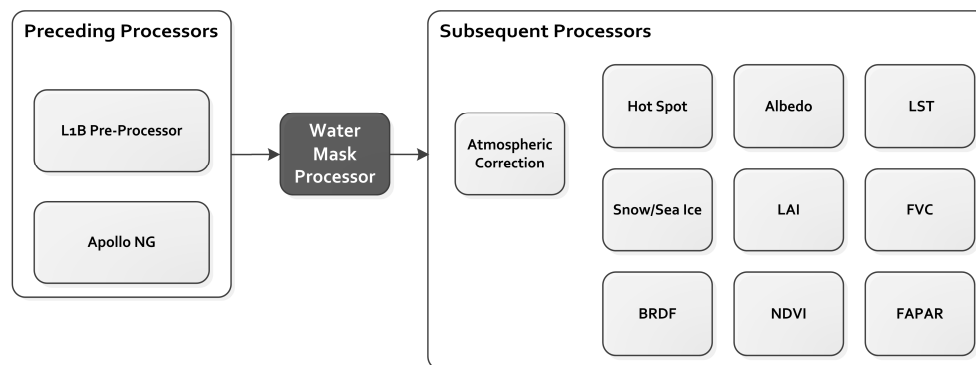 Preceding Processors
L1B Pre-Processor
Apollo NG
Water
Mask
Processor
Subsequent Processors
Atmospheric
Correction
Hot Spot
Albedo
LST
Snow/Sea Ice
LAI
FVC
BRDF
NDVI
FAPAR